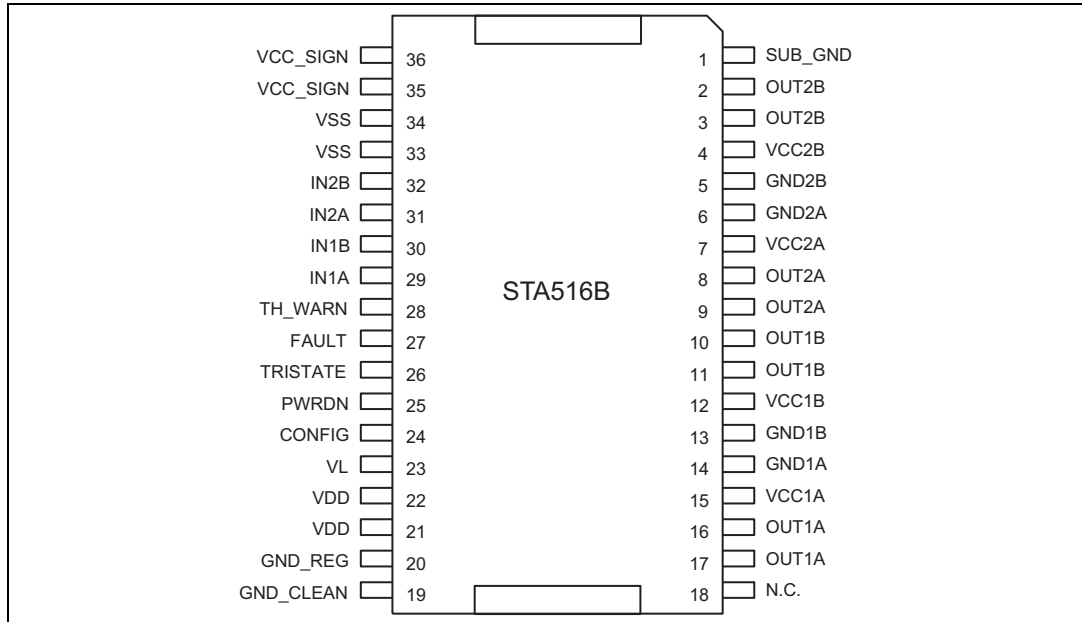 VCC_SIGN 36 1 SUB_GND
VCC_SIGN 35 2 OUT2B
VSS 34 3 OUT2B
VSS 33 4 VCC2B
IN2B 32 5 GND2B
IN2A 31 6 GND2A
IN1B 30 7 VCC2A
IN1A 29 STA516B 8 OUT2A
TH_WARN 28 9 OUT2A
FAULT 27 10 OUT1B
TRISTATE 26 11 OUT1B
PWRDN 25 12 VCC1B
CONFIG 24 13 GND1B
VL 23 14 GND1A
VDD 22 15 VCC1A
VDD 21 16 OUT1A
GND_REG 20 17 OUT1A
GND_CLEAN 19 18 N.C.